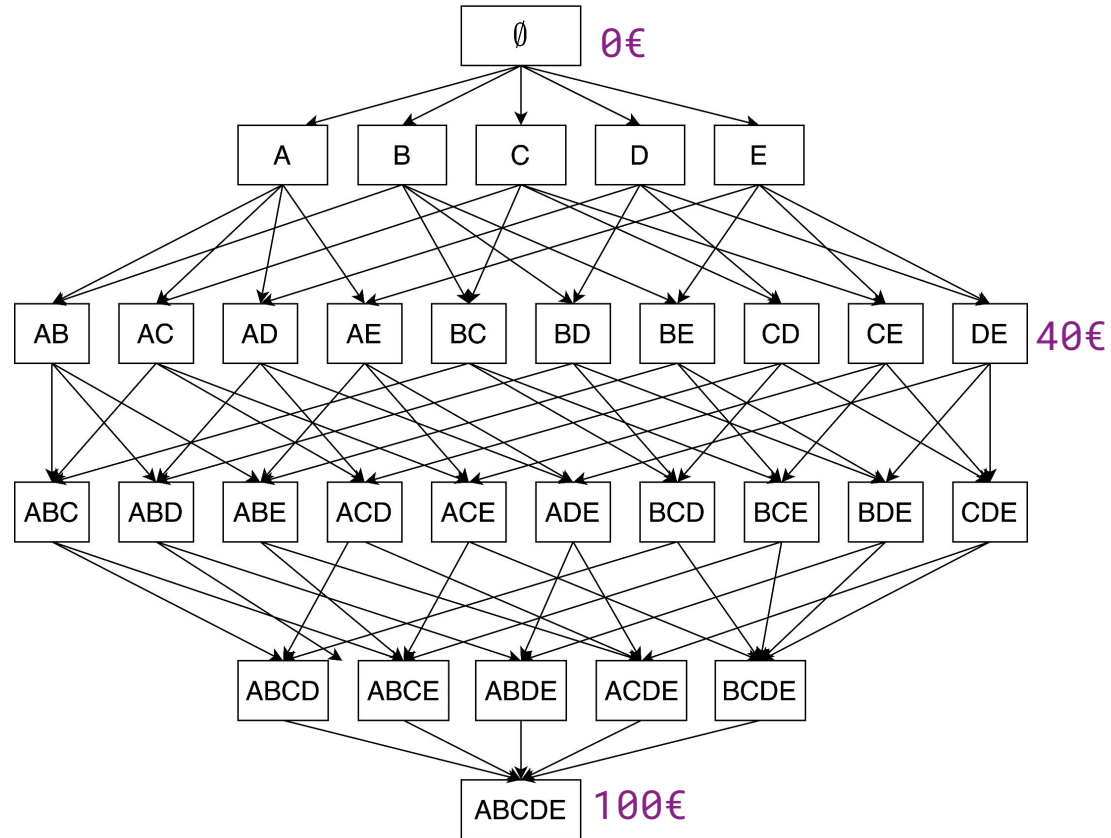 ∅ 0€
A B C D E
AB AC AD AE BC BD BE CD CE DE 40€
ABC ABD ABE ACD ACE ADE BCD BCE BDE CDE
ABCD ABCE ABDE ACDE BCDE
ABCDE 100€